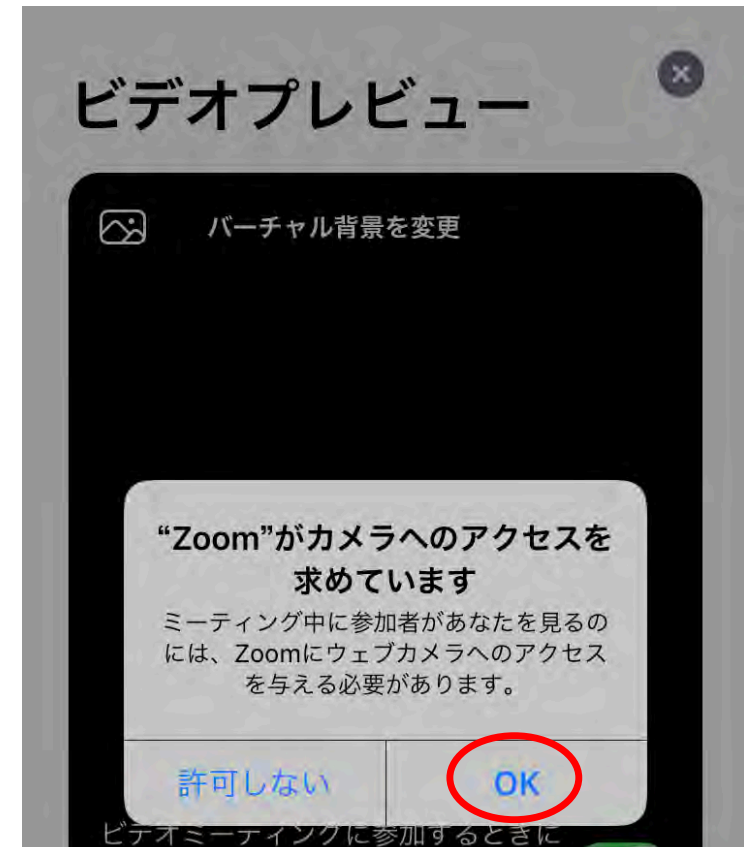 ビデオプレビュー
バーチャル背景を変更
“Zoom”がカメラへのアクセスを
求めています
ミーティング中に参加者があなたを見るの
には、Zoomにウェブカメラへのアクセス
を与える必要があります。
許可しない
OK
ビデオミーティングに参加するときに